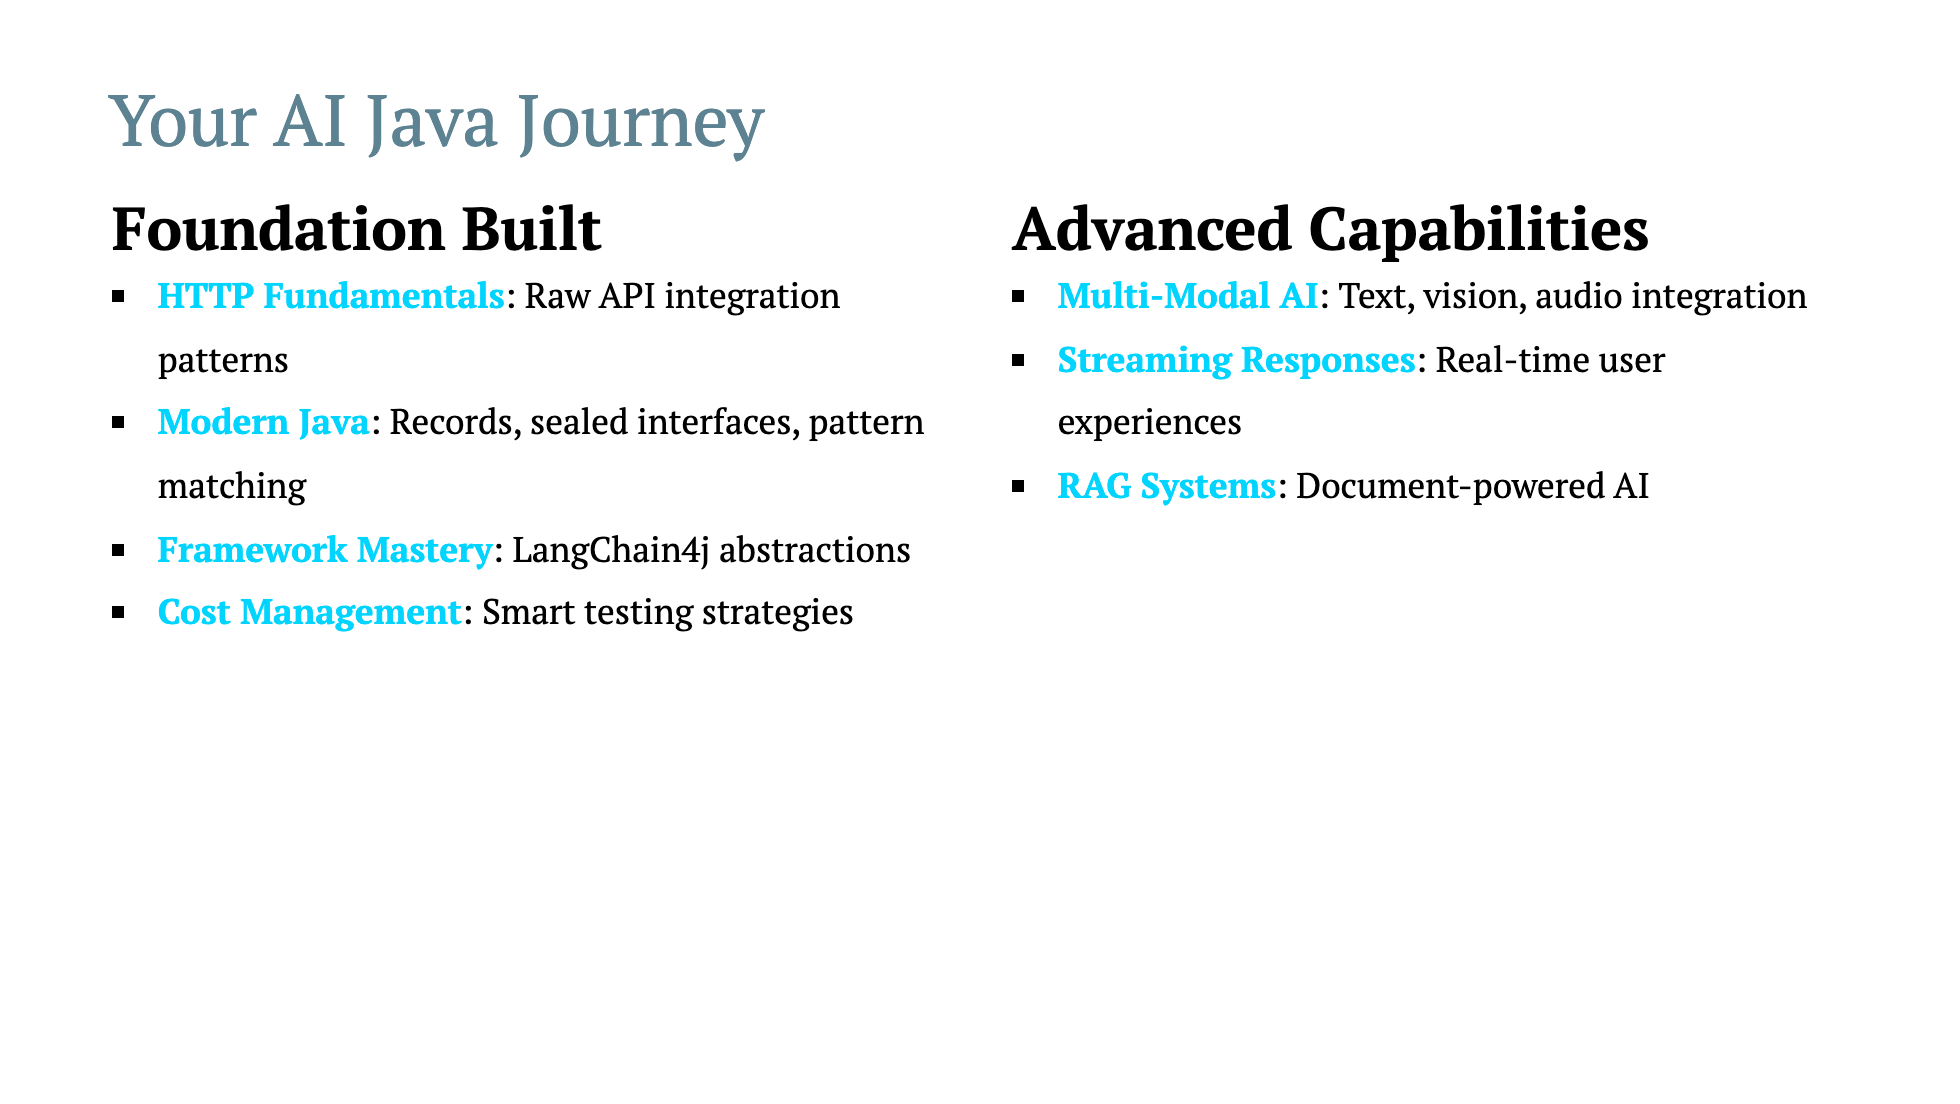 Your AI Java Journey
Foundation Built
HTTP Fundamentals: Raw API integration
patterns
Modern Java: Records, sealed interfaces, pattern
matching
Framework Mastery: LangChain4j abstractions
Cost Management: Smart testing strategies
Advanced Capabilities
Multi-Modal AI: Text, vision, audio integration
Streaming Responses: Real-time user
experiences
RAG Systems: Document-powered AI